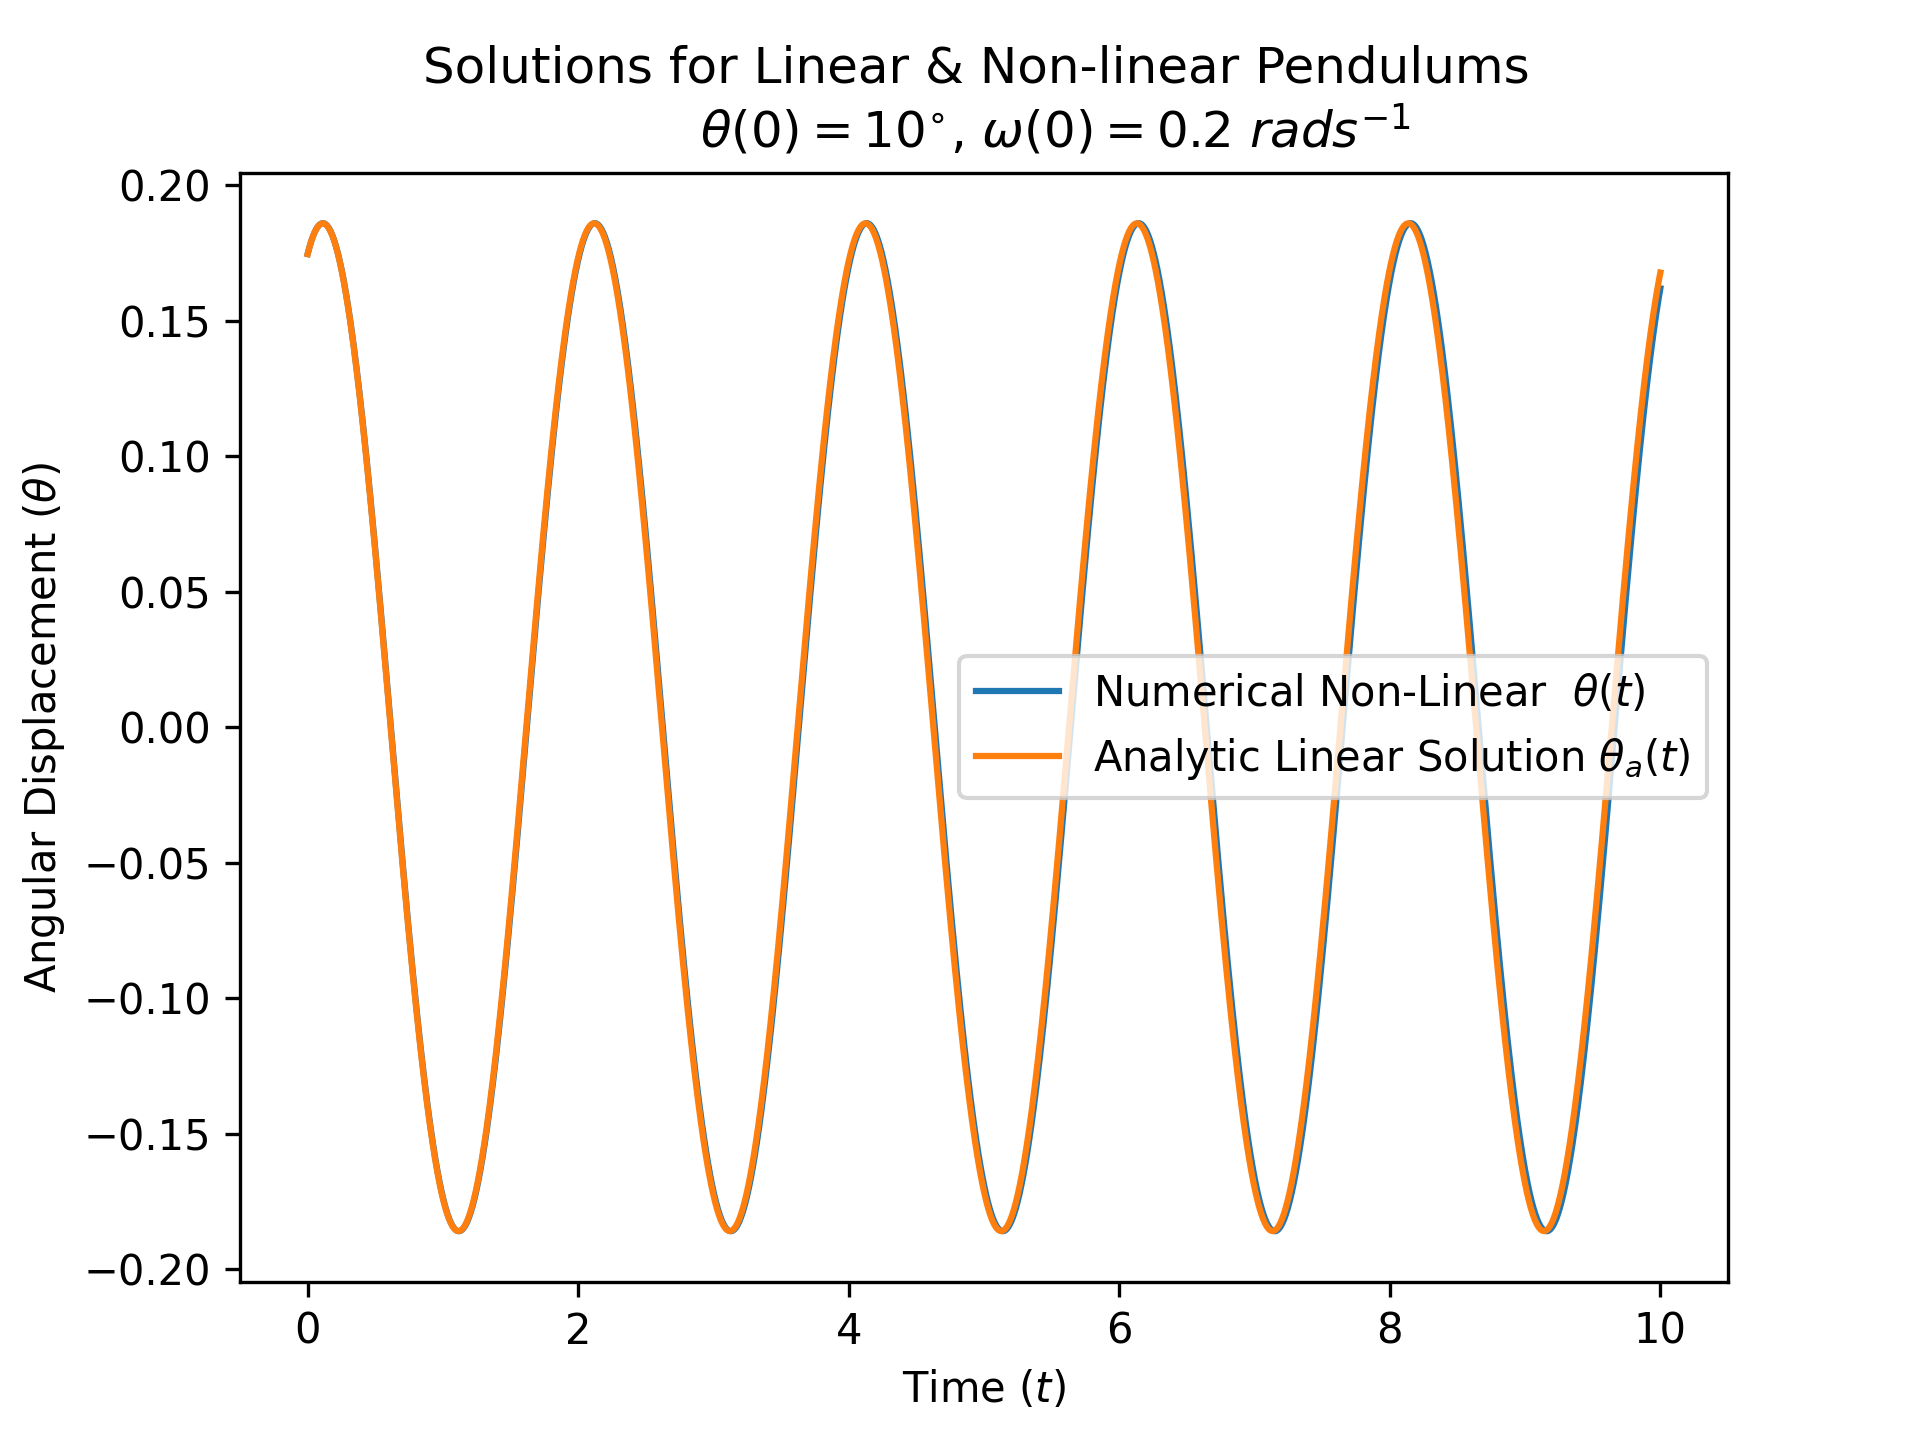 Solutions for Linear & Non-linear Pendulums
θ(0) = 10°, ω(0) = 0.2 rads⁻¹
0.20
0.15
0.10
0.05
0.00
−0.05
−0.10
−0.15
−0.20
Angular Displacement (θ)
Numerical Non-Linear θ(t)
Analytic Linear Solution θₐ(t)
0 2 4 6 8 10
Time (t)